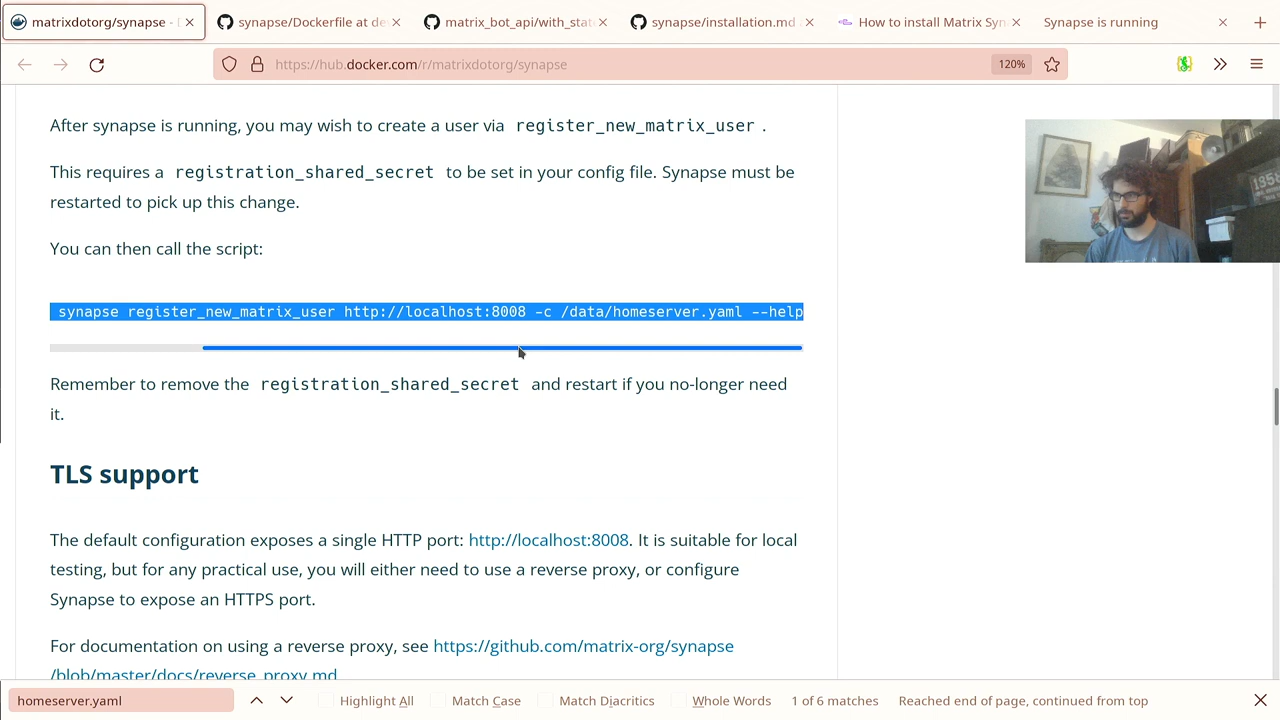 matrixdotorg/synapse - D
synapse/Dockerfile at de
matrix_bot_api/with_stat
synapse/installation.md
How to install Matrix Syn
Synapse is running
https://hub.docker.com/r/matrixdotorg/synapse
120%
After synapse is running, you may wish to create a user via register_new_matrix_user .
This requires a registration_shared_secret to be set in your config file. Synapse must be
restarted to pick up this change.
You can then call the script:
synapse register_new_matrix_user http://localhost:8008 -c /data/homeserver.yaml --help
Remember to remove the registration_shared_secret and restart if you no-longer need
it.
TLS support
The default configuration exposes a single HTTP port: http://localhost:8008. It is suitable for local
testing, but for any practical use, you will either need to use a reverse proxy, or configure
Synapse to expose an HTTPS port.
For documentation on using a reverse proxy, see https://github.com/matrix-org/synapse
/blob/master/docs/reverse_proxy.md
homeserver.yaml
Highlight All
Match Case
Match Diacritics
Whole Words
1 of 6 matches
Reached end of page, continued from top